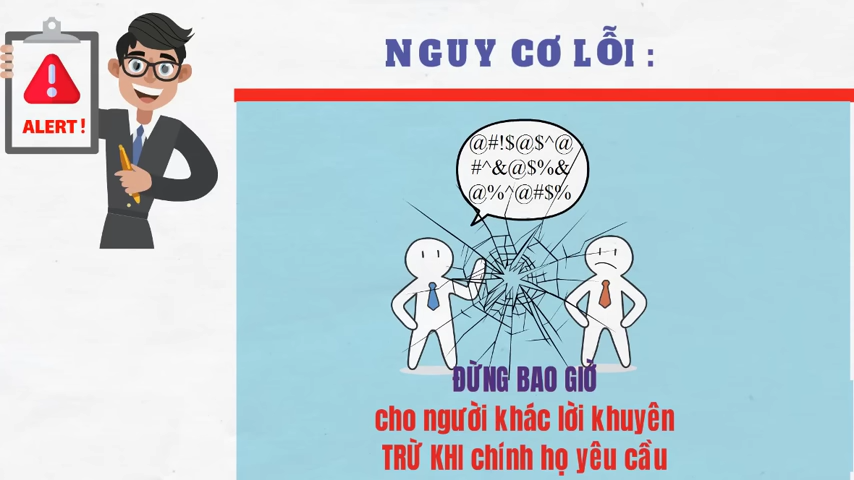 NGUY CƠ LỖI :
ALERT!
@#!$@$^@
#^&@$%&
@%^@#$%
ĐỪNG BAO GIỜ
cho người khác lời khuyên
TRỪ KHI chính họ yêu cầu